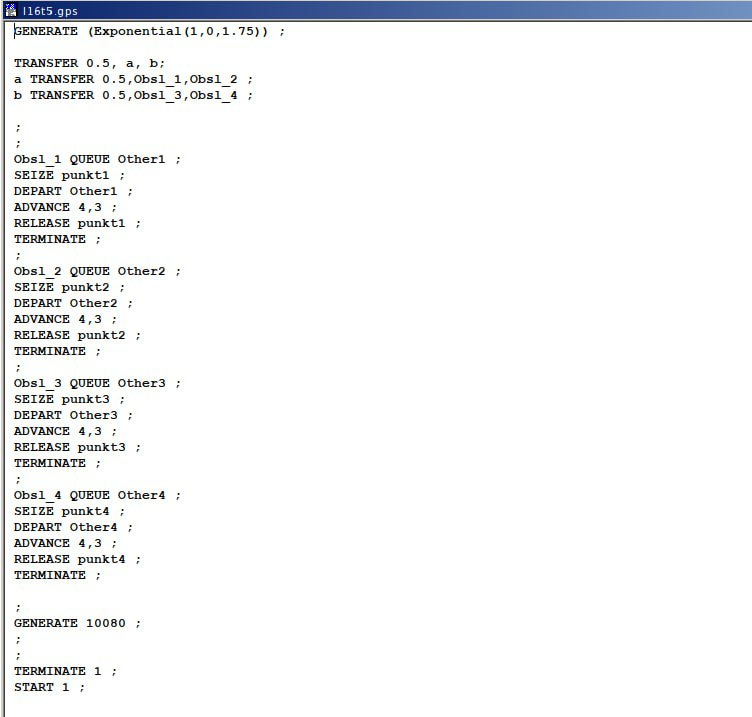 l16t5.gps
GENERATE (Exponential(1,0,1.75)) ;
TRANSFER 0.5, a, b;
a TRANSFER 0.5,Obsl_1,Obsl_2 ;
b TRANSFER 0.5,Obsl_3,Obsl_4 ;
;
;
Obsl_1 QUEUE Other1 ;
SEIZE punkt1 ;
DEPART Other1 ;
ADVANCE 4,3 ;
RELEASE punkt1 ;
TERMINATE ;
;
Obsl_2 QUEUE Other2 ;
SEIZE punkt2 ;
DEPART Other2 ;
ADVANCE 4,3 ;
RELEASE punkt2 ;
TERMINATE ;
;
Obsl_3 QUEUE Other3 ;
SEIZE punkt3 ;
DEPART Other3 ;
ADVANCE 4,3 ;
RELEASE punkt3 ;
TERMINATE ;
;
Obsl_4 QUEUE Other4 ;
SEIZE punkt4 ;
DEPART Other4 ;
ADVANCE 4,3 ;
RELEASE punkt4 ;
TERMINATE ;
;
GENERATE 10080 ;
;
;
TERMINATE 1 ;
START 1 ;